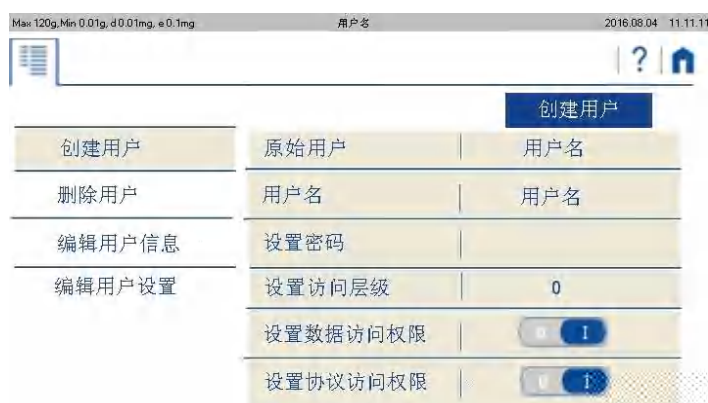 Max 120g, Min 0.01g, d 0.01mg, e 0.1mg 用户名 2016.08.04 11.11.11
?
创建用户
创建用户 原始用户 用户名
删除用户 用户名 用户名
编辑用户信息 设置密码
编辑用户设置 设置访问层级 0
设置数据访问权限 0 I
设置协议访问权限 0 I